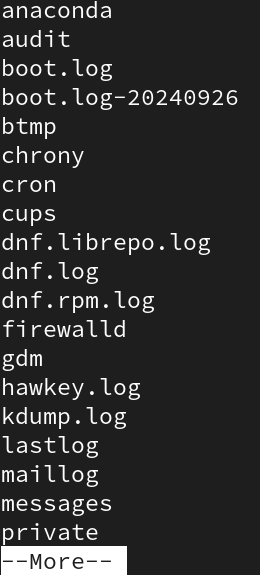 anaconda
audit
boot.log
boot.log-20240926
btmp
chrony
cron
cups
dnf.librepo.log
dnf.log
dnf.rpm.log
firewalld
gdm
hawkey.log
kdump.log
lastlog
maillog
messages
private
--More--